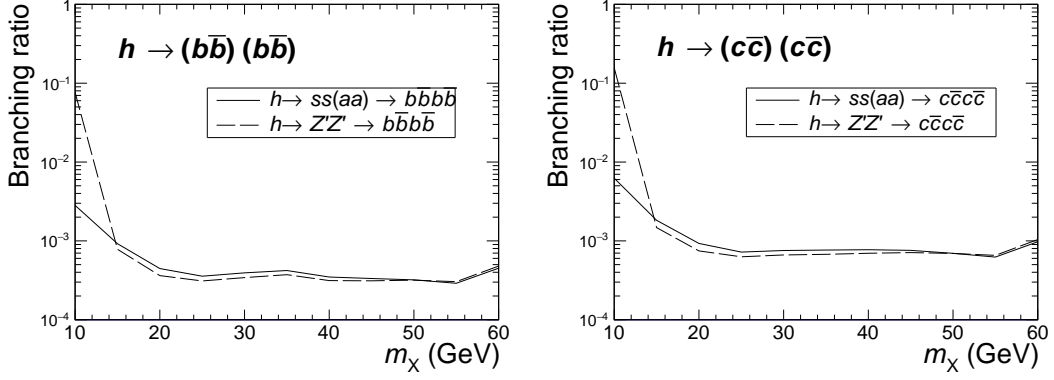 Branching ratio
1
10⁻¹
10⁻²
10⁻³
10⁻⁴
h → (bb̅) (bb̅)
h→ ss(aa) → bb̅bb̅
h→ Z'Z' → bb̅bb̅
10 20 30 40 50 60
m_X (GeV)
Branching ratio
1
10⁻¹
10⁻²
10⁻³
10⁻⁴
h → (cc̅) (cc̅)
h→ ss(aa) → cc̅cc̅
h→ Z'Z' → cc̅cc̅
10 20 30 40 50 60
m_X (GeV)